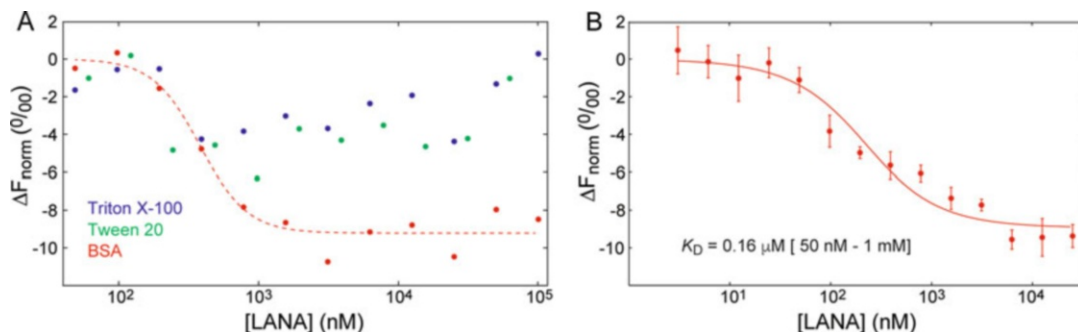 A
2
0
-2
-4
-6
-8
-10
ΔFnorm (0/00)
Triton X-100
Tween 20
BSA
10² 10³ 10⁴ 10⁵
[LANA] (nM)
B
2
0
-2
-4
-6
-8
-10
ΔFnorm (0/00)
KD = 0.16 μM [ 50 nM - 1 mM]
10¹ 10² 10³ 10⁴
[LANA] (nM)